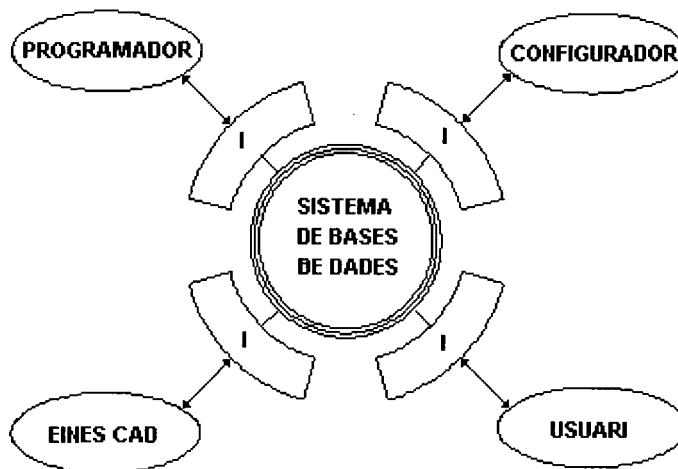 PROGRAMADOR
CONFIGURADOR
I
I
SISTEMA
DE BASES
DE DADES
I
I
EINES CAD
USUARI